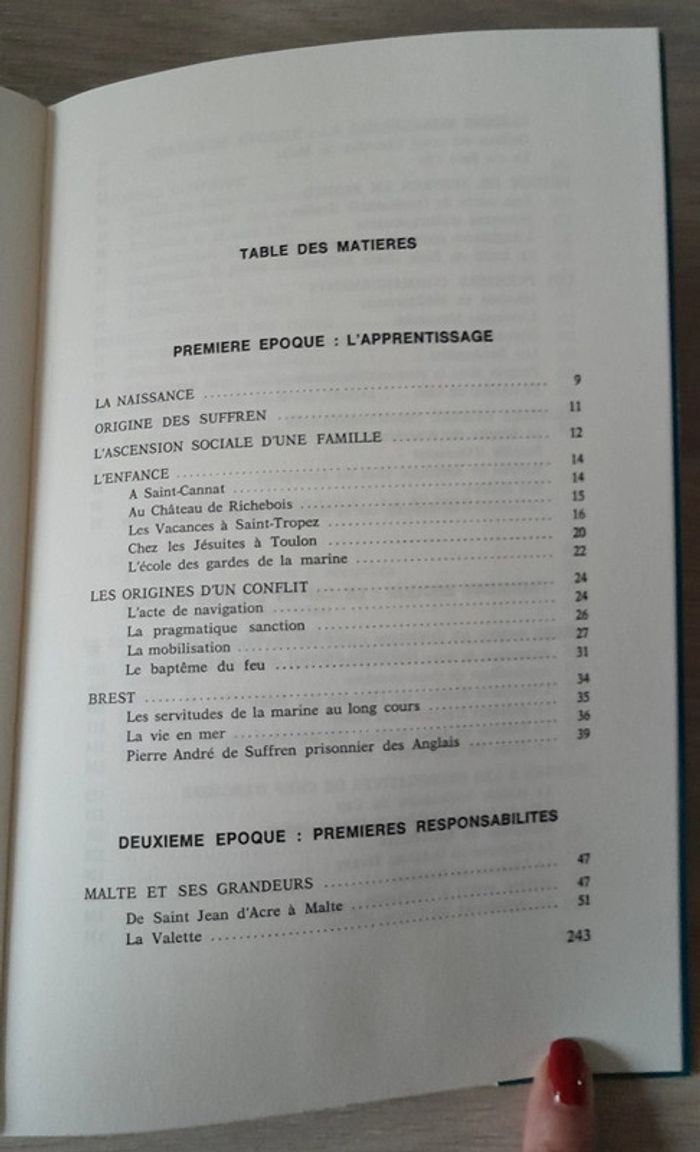 TABLE DES MATIERES
PREMIERE EPOQUE : L'APPRENTISSAGE
LA NAISSANCE ........ 9
ORIGINE DES SUFFREN ........ 11
L'ASCENSION SOCIALE D'UNE FAMILLE ........ 12
L'ENFANCE ........ 14
A Saint-Cannat ........ 14
Au Château de Richebois ........ 15
Les Vacances à Saint-Tropez ........ 16
Chez les Jésuites à Toulon ........ 20
L'école des gardes de la marine ........ 22
LES ORIGINES D'UN CONFLIT ........ 24
L'acte de navigation ........ 24
La pragmatique sanction ........ 26
La mobilisation ........ 27
Le baptême du feu ........ 31
BREST ........ 34
Les servitudes de la marine au long cours ........ 35
La vie en mer ........ 36
Pierre André de Suffren prisonnier des Anglais ........ 39
DEUXIEME EPOQUE : PREMIERES RESPONSABILITES
MALTE ET SES GRANDEURS ........ 47
De Saint Jean d'Acre à Malte ........ 47
La Valette ........ 51
243